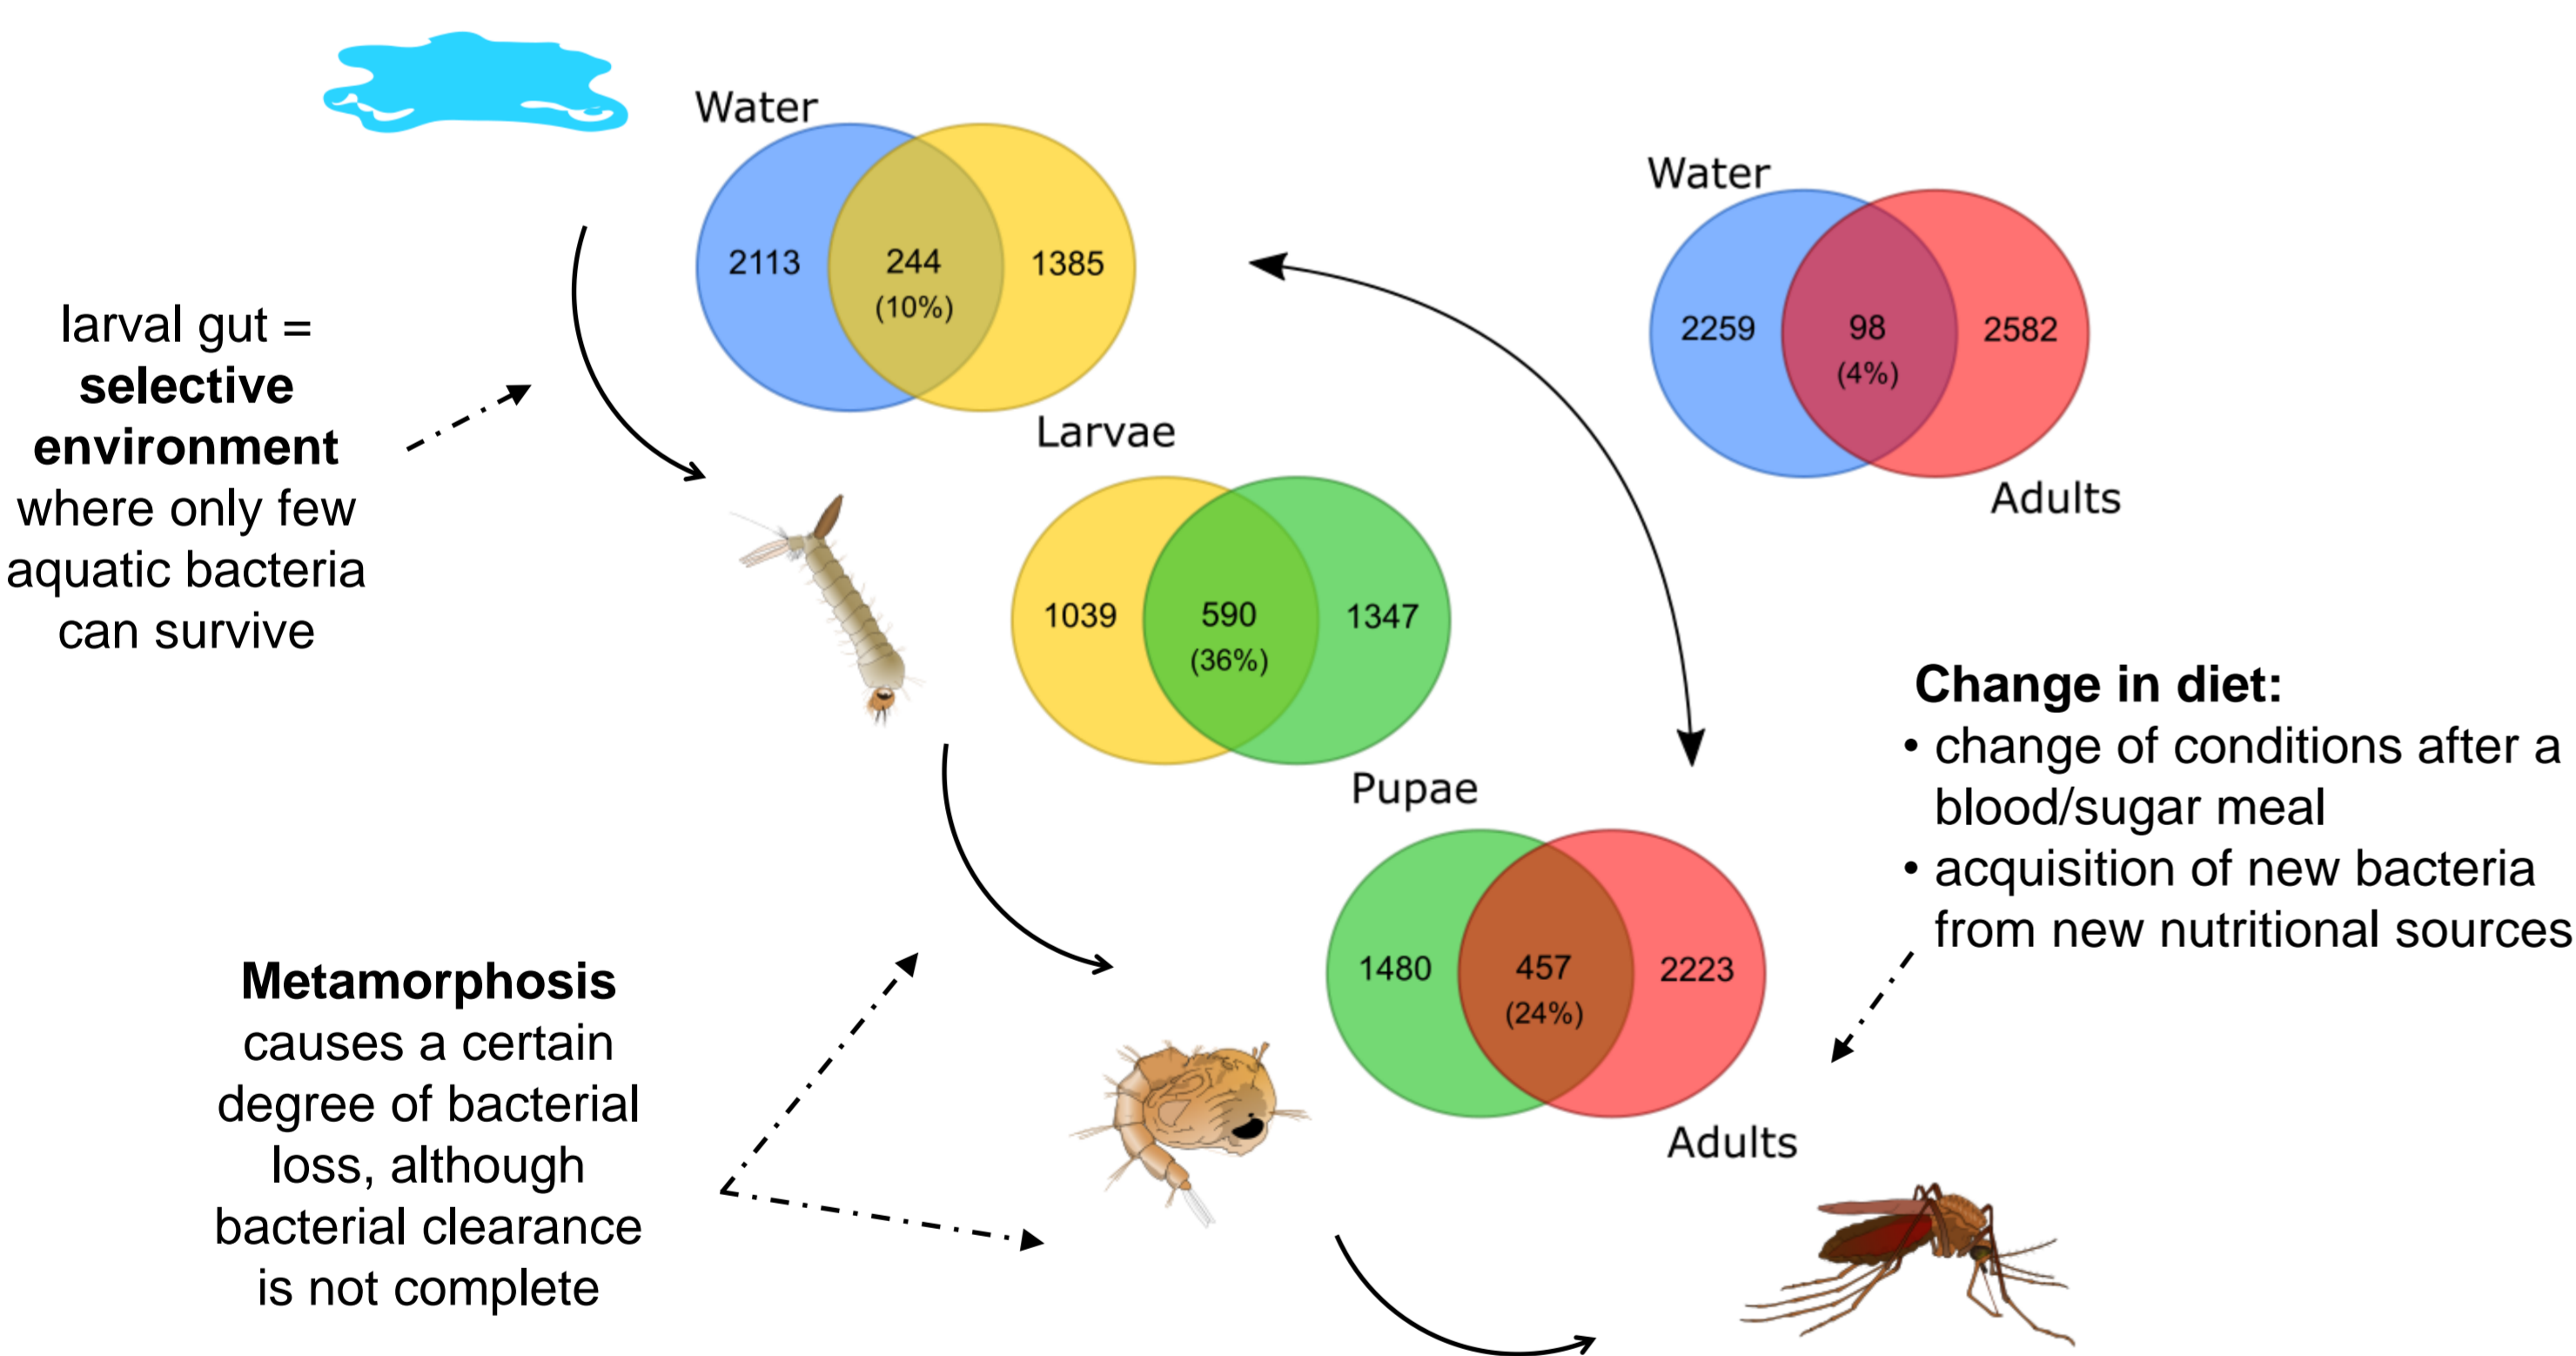 Water
2113
244
(10%)
1385
Larvae
Water
2259
98
(4%)
2582
Adults
larval gut =
selective
environment
where only few
aquatic bacteria
can survive
1039
590
(36%)
1347
Pupae
Change in diet:
• change of conditions after a
blood/sugar meal
• acquisition of new bacteria
from new nutritional sources
1480
457
(24%)
2223
Adults
Metamorphosis
causes a certain
degree of bacterial
loss, although
bacterial clearance
is not complete